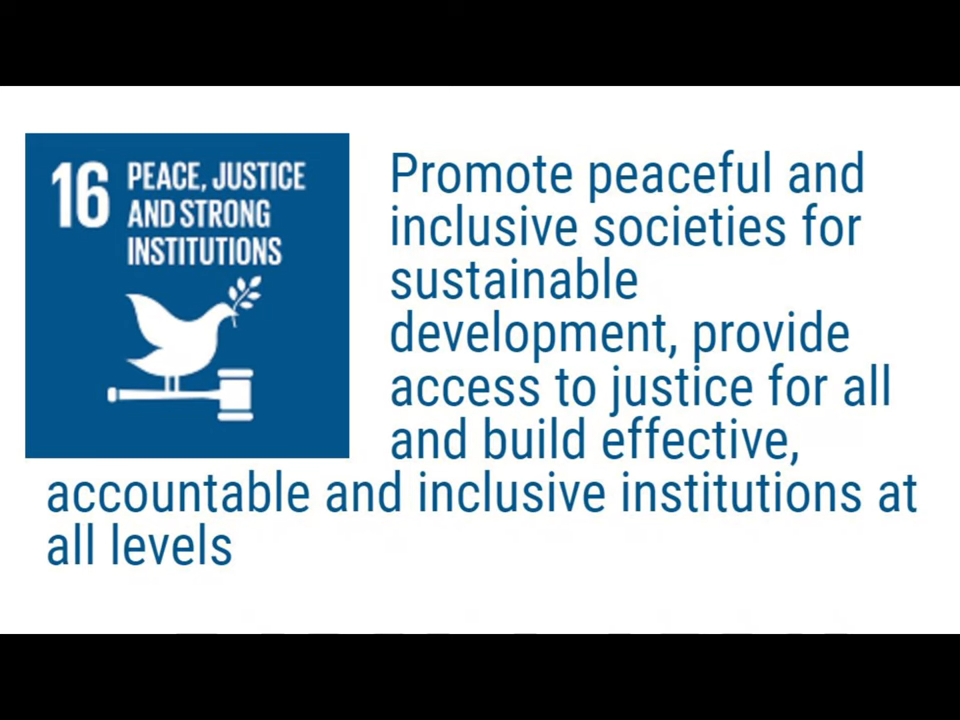 16
PEACE, JUSTICE
AND STRONG
INSTITUTIONS
Promote peaceful and
inclusive societies for
sustainable
development, provide
access to justice for all
and build effective,
accountable and inclusive institutions at
all levels